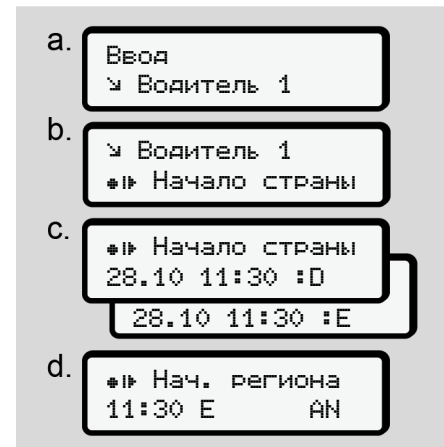 a.
Ввод
↘ Водитель 1
b.
↘ Водитель 1
●I▶ Начало страны
c.
●I▶ Начало страны
28.10 11:30 :D
28.10 11:30 :E
d.
●I▶ Нач. региона
11:30 E AN